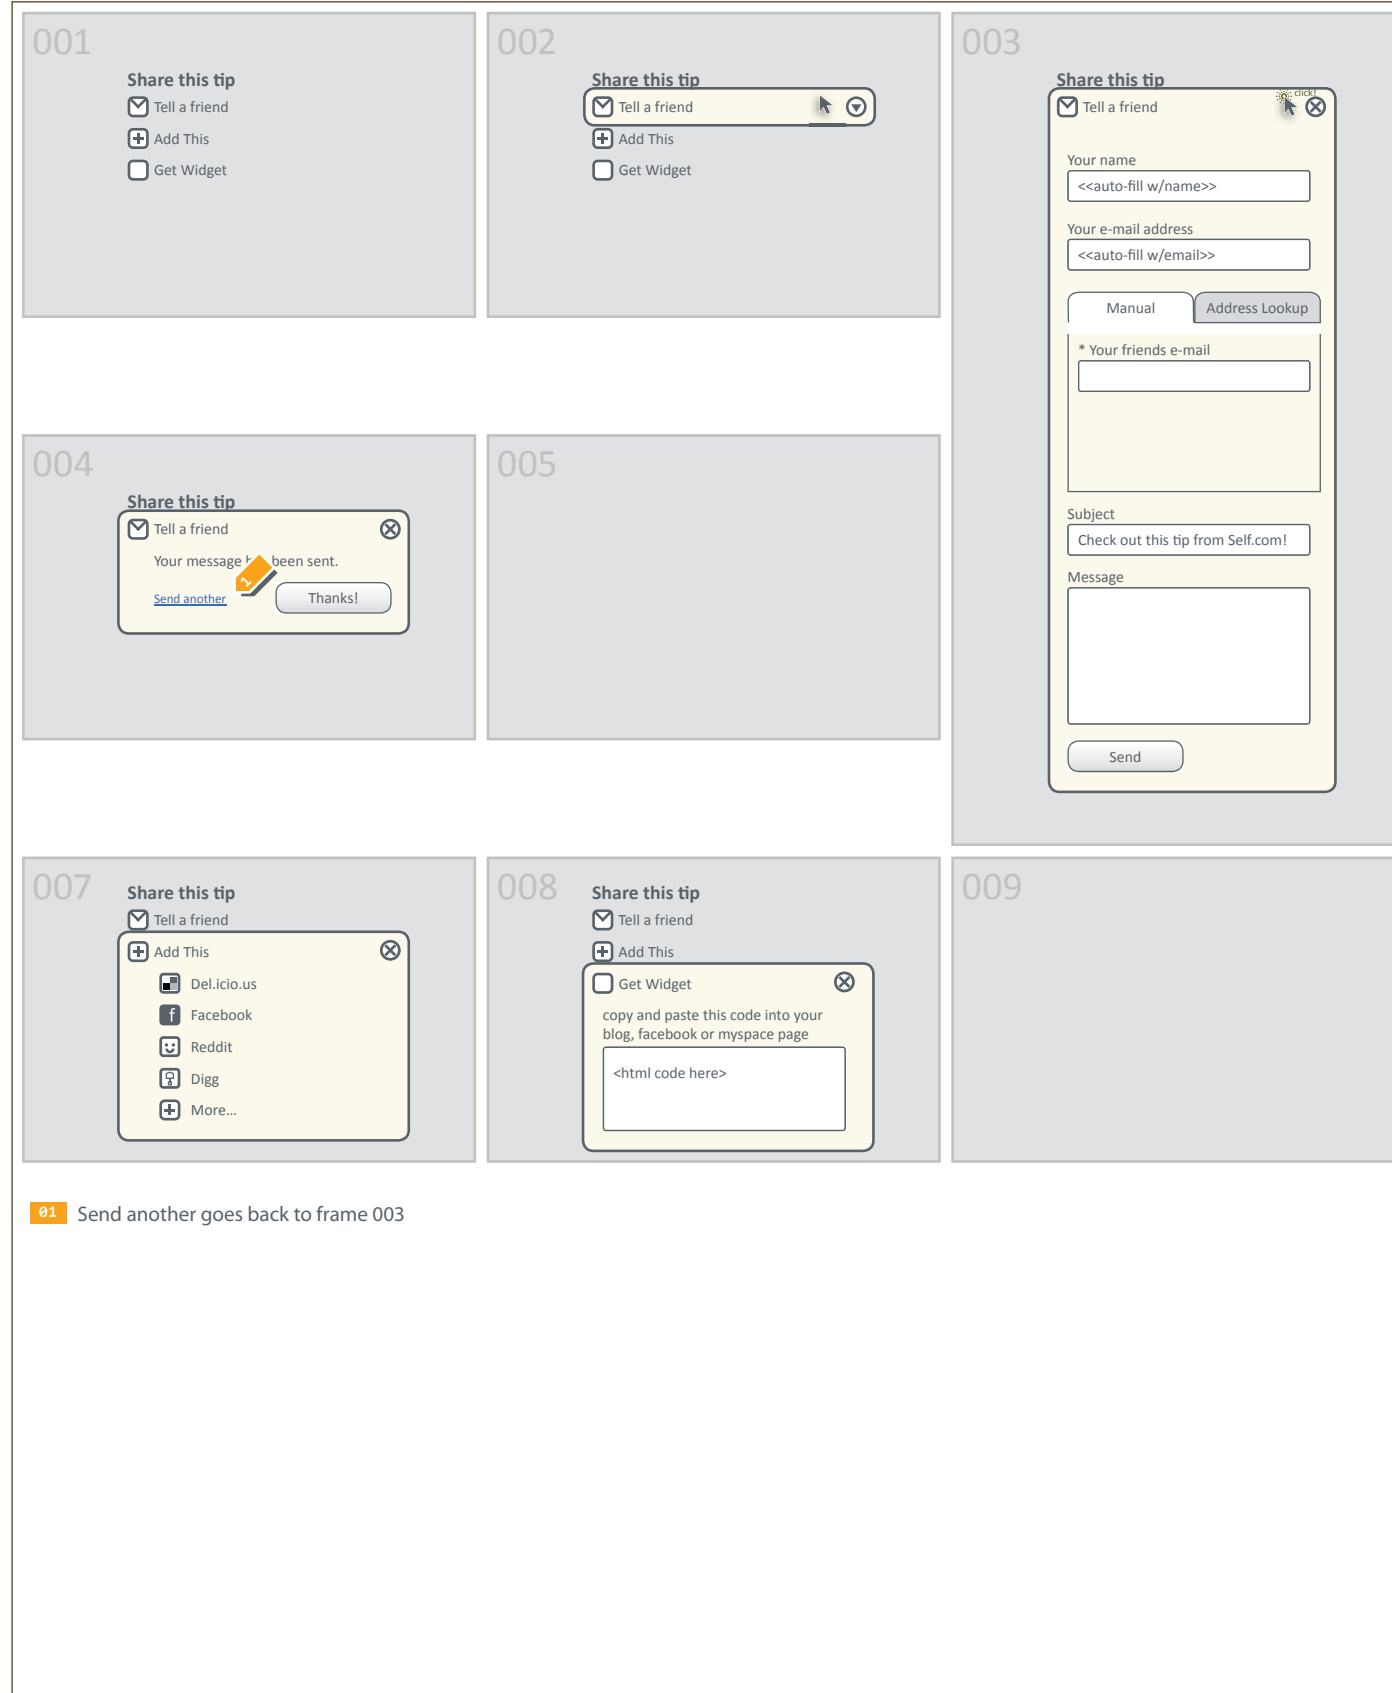 001
Share this tip
Tell a friend
Add This
Get Widget
002
Share this tip
Tell a friend
Add This
Get Widget
003
Share this tip
click!
Tell a friend
Your name
<<auto-fill w/name>>
Your e-mail address
<<auto-fill w/email>>
Manual
Address Lookup
* Your friends e-mail
Subject
Check out this tip from Self.com!
Message
Send
004
Share this tip
Tell a friend
Your message been sent.
1
Send another
Thanks!
005
007
Share this tip
Tell a friend
Add This
Del.icio.us
Facebook
Reddit
Digg
More...
008
Share this tip
Tell a friend
Add This
Get Widget
copy and paste this code into your
blog, facebook or myspace page
<html code here>
009
01 Send another goes back to frame 003